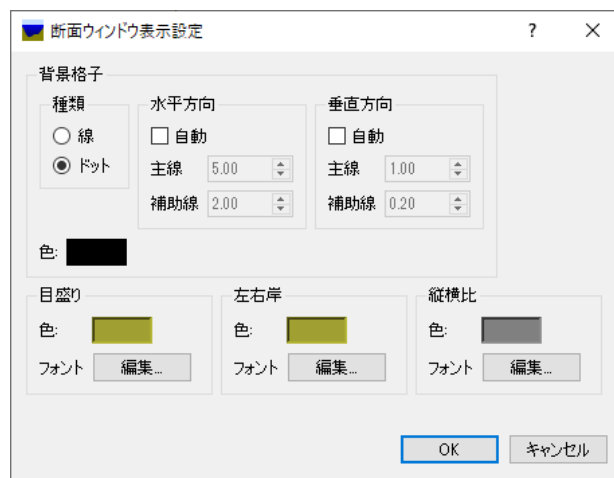 断面ウィンドウ表示設定 ? ×
背景格子
種類 水平方向 垂直方向
線 自動 自動
ドット 主線 5.00 主線 1.00
補助線 2.00 補助線 0.20
色:
目盛り 左右岸 縦横比
色: 色: 色:
フォント 編集... フォント 編集... フォント 編集...
OK キャンセル